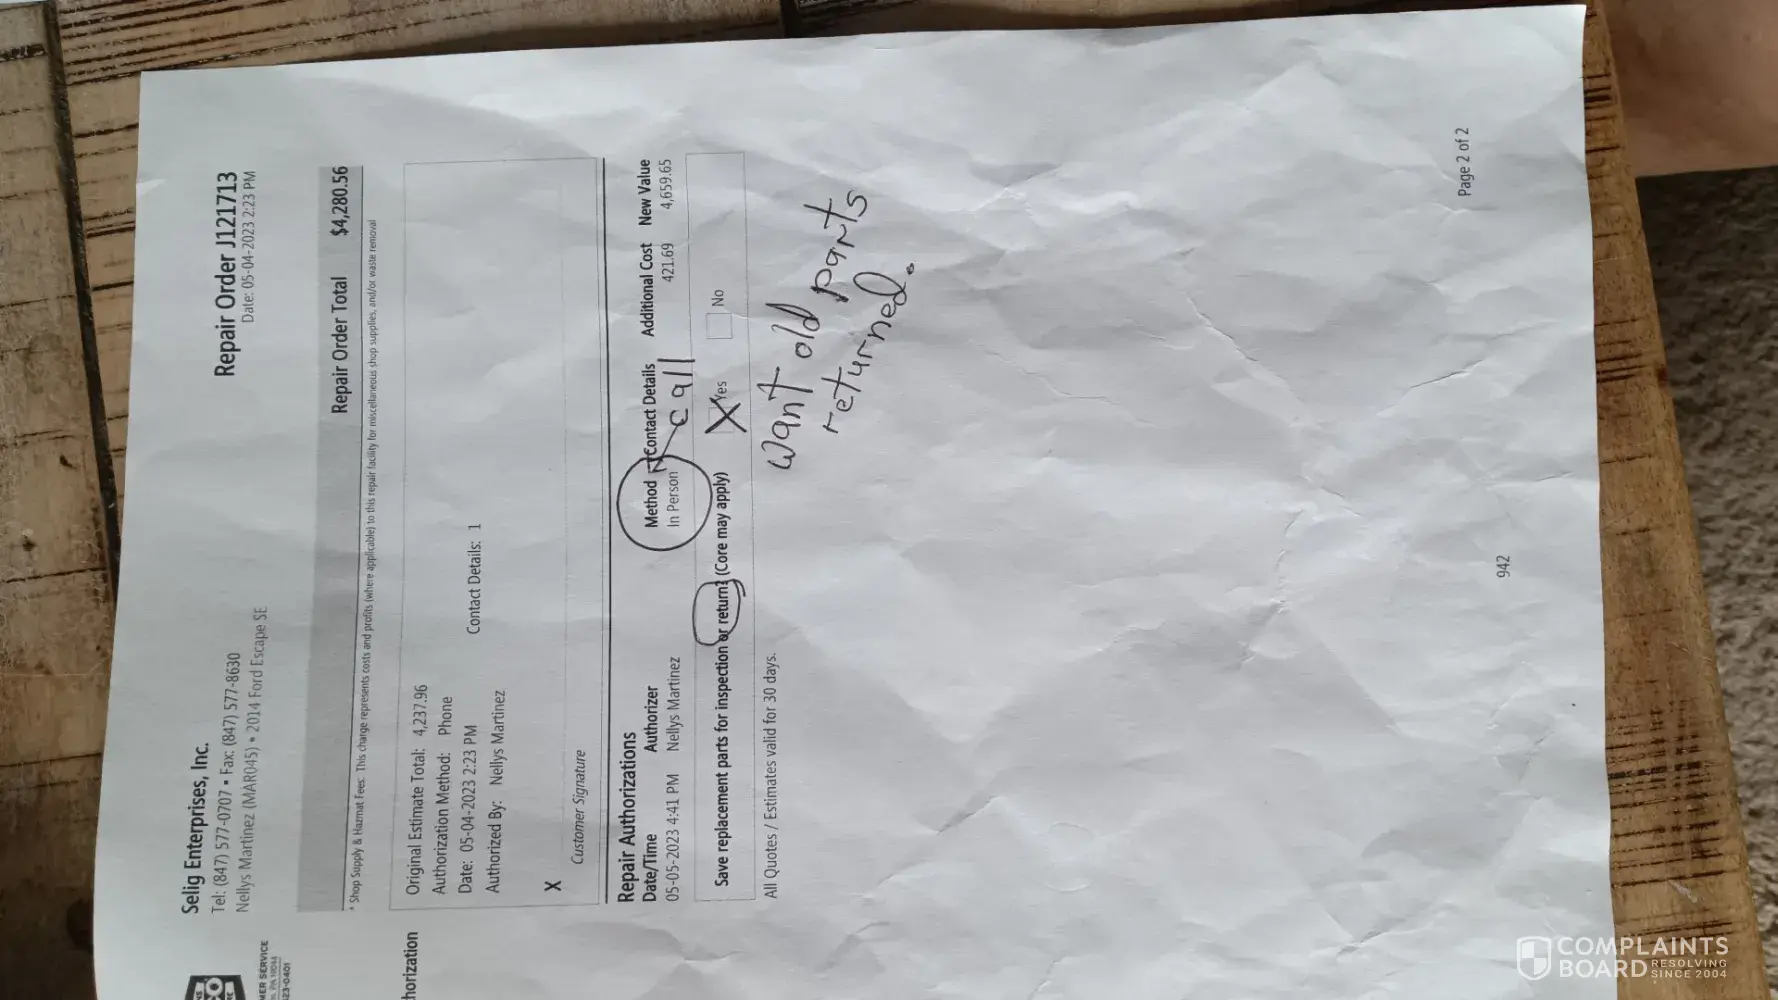 Selig Enterprises, Inc.
Tel: (847) 577-0707 • Fax: (847) 577-8630
Nellys Martinez (MAR045) • 2014 Ford Escape SE
Repair Order J121713
Date: 05-04-2023 2:23 PM
MER SERVICE
23-0401
Repair Order Total $4,280.56
* Shop Supply & Hazmat Fees: This charge represents costs and profits (where applicable) to this repair facility for miscellaneous shop supplies, and/or waste removal
horization
Original Estimate Total: 4,237.96
Authorization Method: Phone
Date: 05-04-2023 2:23 PM
Authorized By: Nellys Martinez Contact Details: 1
X
Customer Signature
Repair Authorizations
Date/Time Authorizer Method Contact Details Additional Cost New Value
05-05-2023 4:41 PM Nellys Martinez In Person 421.69 4,659.65
call
Save replacement parts for inspection or return? (Core may apply) X Yes No
All Quotes / Estimates valid for 30 days.
want old parts
returned.
942
Page 2 of 2
COMPLAINTS
BOARD RESOLVING
SINCE 2004